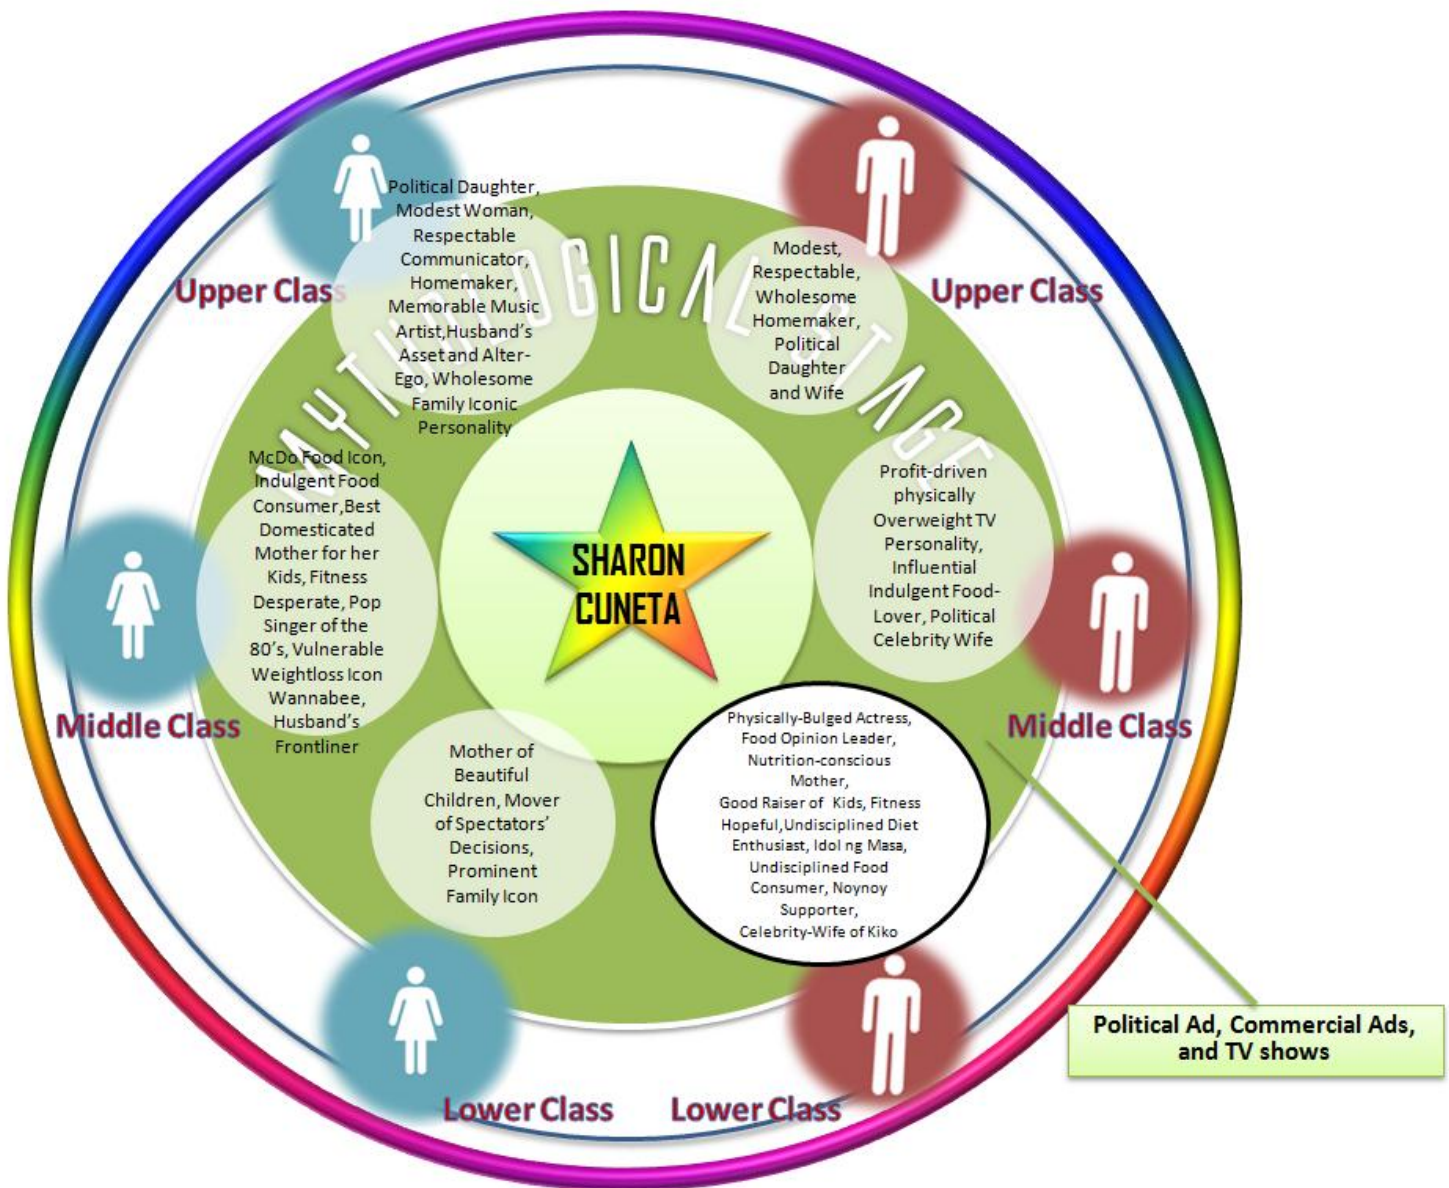 MYTHOLOGICAL STAGE
Political Daughter,
Modest Woman,
Respectable
Communicator,
Homemaker,
Memorable Music
Artist,Husband's
Asset and Alter-
Ego, Wholesome
Family Iconic
Personality
Upper Class
Modest,
Respectable,
Wholesome
Homemaker,
Political
Daughter
and Wife
Upper Class
McDo Food Icon,
Indulgent Food
Consumer,Best
Domesticated
Mother for her
Kids, Fitness
Desperate, Pop
Singer of the
80's, Vulnerable
Weightloss Icon
Wannabee,
Husband's
Frontliner
Middle Class
SHARON
CUNETA
Profit-driven
physically
Overweight TV
Personality,
Influential
Indulgent Food-
Lover, Political
Celebrity Wife
Middle Class
Mother of
Beautiful
Children, Mover
of Spectators'
Decisions,
Prominent
Family Icon
Lower Class
Physically-Bulged Actress,
Food Opinion Leader,
Nutrition-conscious
Mother,
Good Raiser of Kids, Fitness
Hopeful,Undisciplined Diet
Enthusiast, Idol ng Masa,
Undisciplined Food
Consumer, Noynoy
Supporter,
Celebrity-Wife of Kiko
Lower Class
Political Ad, Commercial Ads,
and TV shows